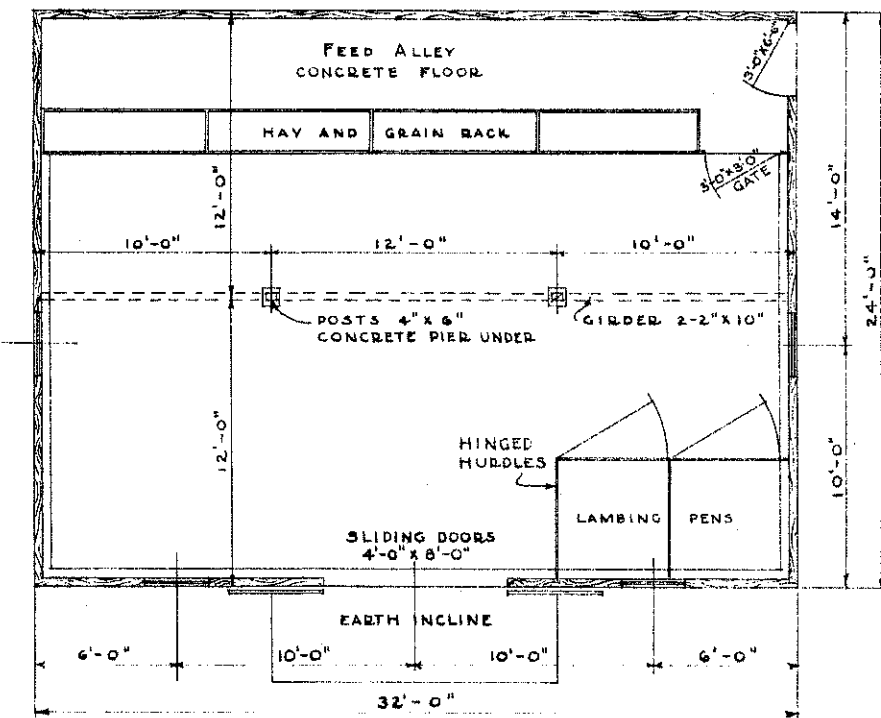 FEED ALLEY
CONCRETE FLOOR
3'-0"X6'-6"
HAY AND GRAIN RACK
3'-0"X3'-0"
GATE
12'-0"
14'-0"
10'-0"
12'-0"
10'-0"
24'-0"
POSTS 4" X 6"
CONCRETE PIER UNDER
GIRDER 2-2" X 10"
12'-0"
HINGED
HURDLES
10'-0"
LAMBING PENS
SLIDING DOORS
4'-0" X 8'-0"
EARTH INCLINE
6'-0"
10'-0"
10'-0"
6'-0"
32'-0"